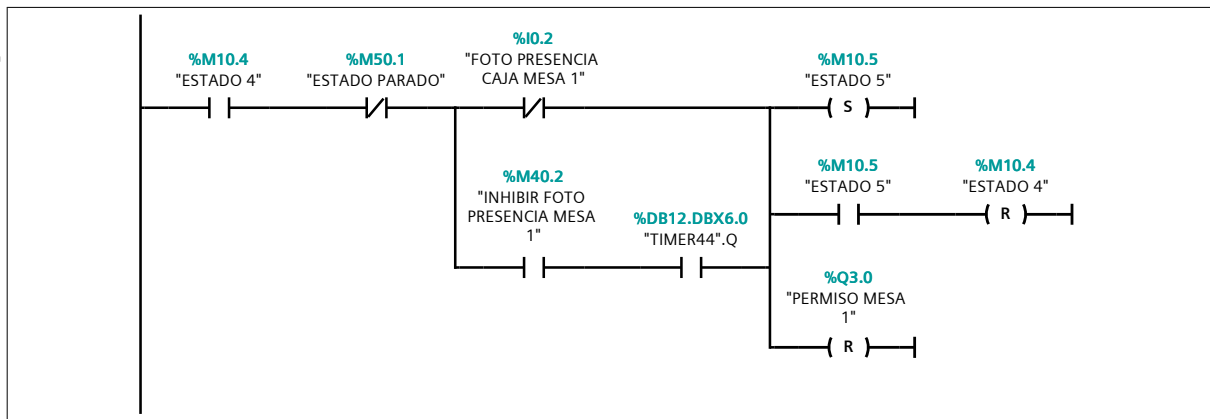 %M10.4
"ESTADO 4"
%M50.1
"ESTADO PARADO"
%I0.2
"FOTO PRESENCIA
CAJA MESA 1"
%M10.5
"ESTADO 5"
S
%M40.2
"INHIBIR FOTO
PRESENCIA MESA
1"
%DB12.DBX6.0
"TIMER44".Q
%M10.5
"ESTADO 5"
%M10.4
"ESTADO 4"
R
%Q3.0
"PERMISO MESA
1"
R